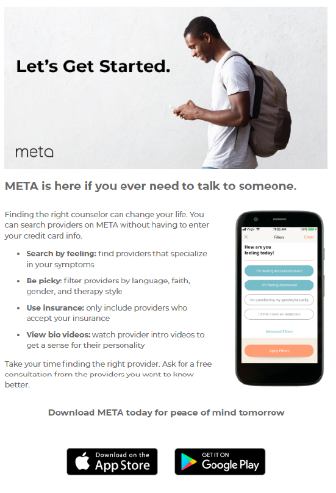 Let's Get Started.
meta
META is here if you ever need to talk to someone.
Finding the right counselor can change your life. You
can search providers on META without having to enter
your credit card info.
• Search by feeling: find providers that specialize
in your symptoms
• Be picky: filter providers by language, faith,
gender, and therapy style
• Use insurance: only include providers who
accept your insurance
• View bio videos: watch provider intro videos to
get a sense for their personality
Take your time finding the right provider. Ask for a free
consultation from the providers you want to know
better.
Filters
How are you
feeling today?
Advanced Filters
Apply Filters
Download META today for peace of mind tomorrow
Download on the
App Store
GET IT ON
Google Play